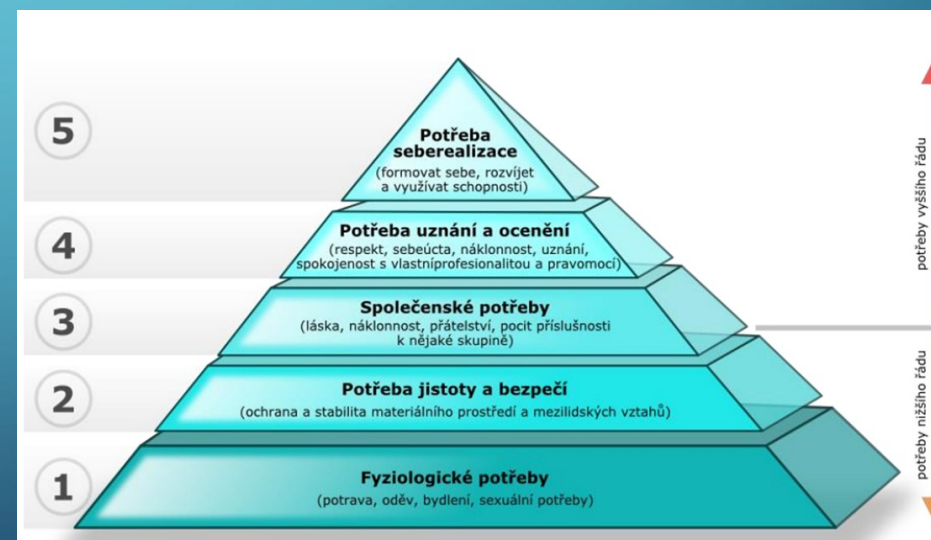 5
Potřeba
seberealizace
(formovat sebe, rozvíjet
a využívat schopnosti)
4
Potřeba uznání a ocenění
(respekt, sebeúcta, náklonnost, uznání,
spokojenost s vlastníprofesionalitou a pravomocí)
3
Společenské potřeby
(láska, náklonnost, přátelství, pocit příslušnosti
k nějaké skupině)
2
Potřeba jistoty a bezpečí
(ochrana a stabilita materiálního prostředí a mezilidských vztahů)
1
Fyziologické potřeby
(potrava, oděv, bydlení, sexuální potřeby)
potřeby vyššího řádu
potřeby nižšího řádu